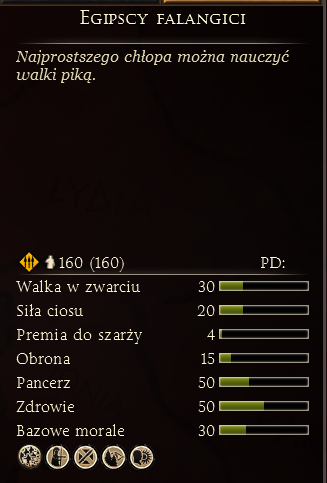 Egipscy falangici
Najprostszego chłopa można nauczyć
walki piką.
160 (160) PD:
Walka w zwarciu 30
Siła ciosu 20
Premia do szarży 4
Obrona 15
Pancerz 50
Zdrowie 50
Bazowe morale 30